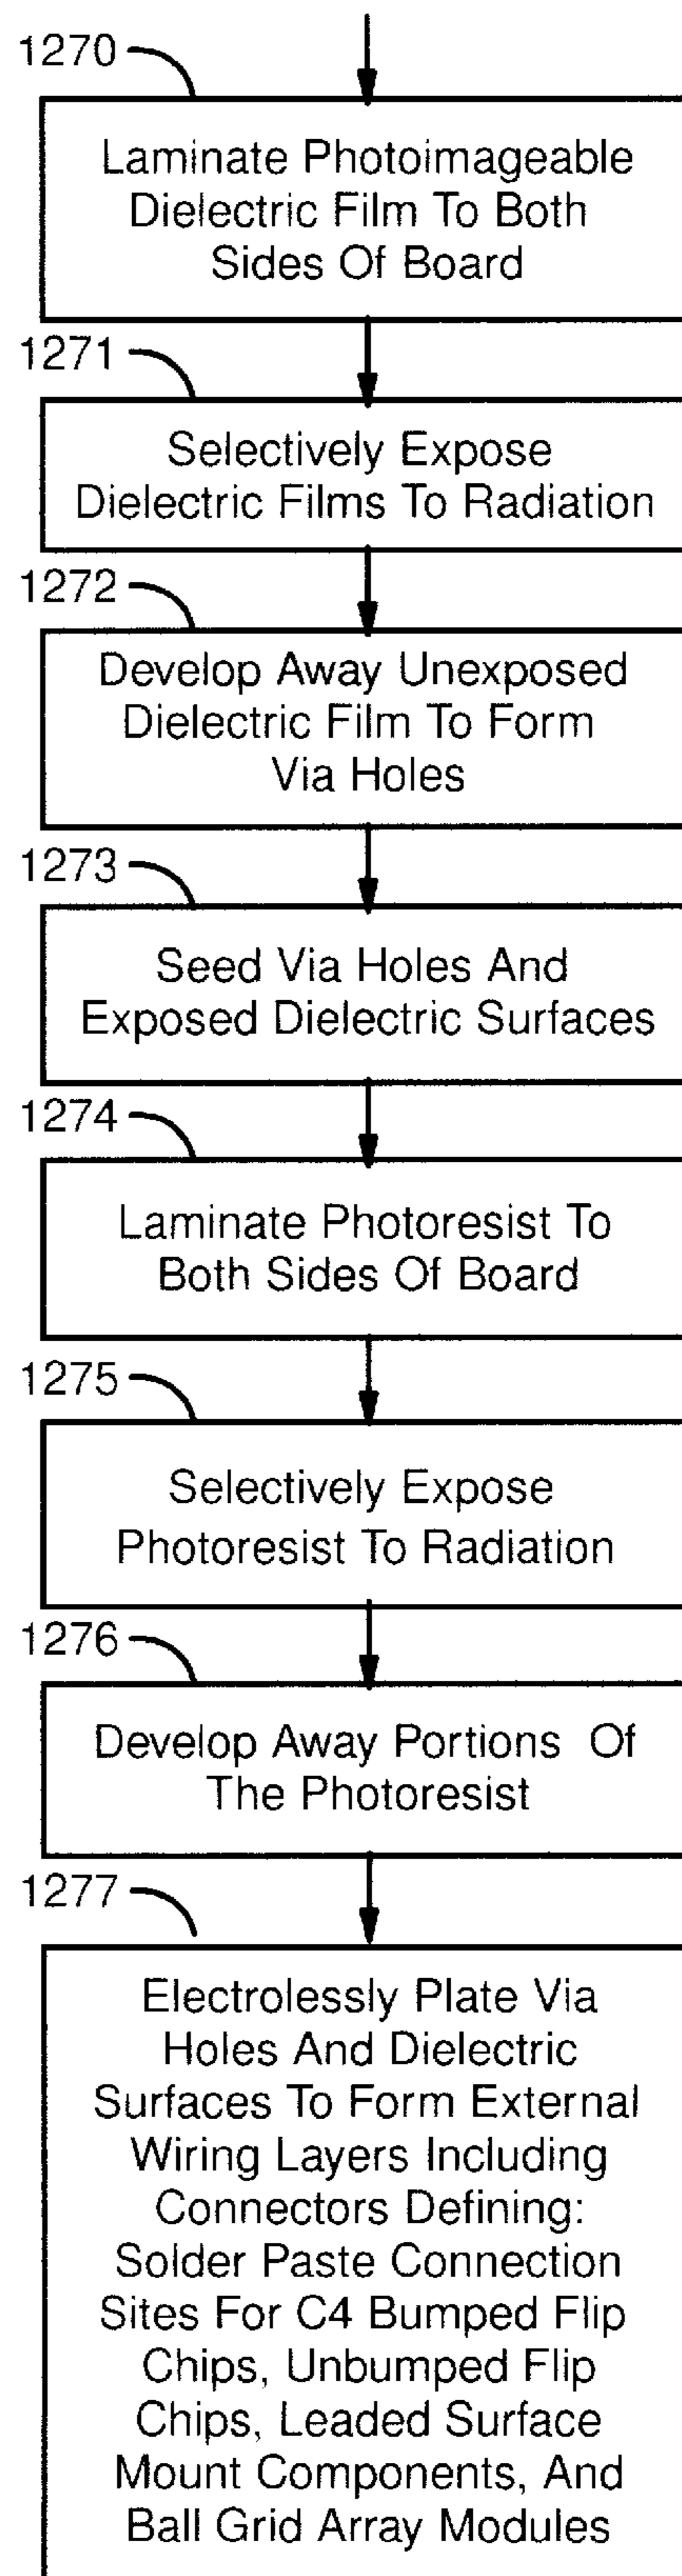 1270
Laminate Photoimageable
Dielectric Film To Both
Sides Of Board
1271
Selectively Expose
Dielectric Films To Radiation
1272
Develop Away Unexposed
Dielectric Film To Form
Via Holes
1273
Seed Via Holes And
Exposed Dielectric Surfaces
1274
Laminate Photoresist To
Both Sides Of Board
1275
Selectively Expose
Photoresist To Radiation
1276
Develop Away Portions Of
The Photoresist
1277
Electrolessly Plate Via
Holes And Dielectric
Surfaces To Form External
Wiring Layers Including
Connectors Defining:
Solder Paste Connection
Sites For C4 Bumped Flip
Chips, Unbumped Flip
Chips, Leaded Surface
Mount Components, And
Ball Grid Array Modules